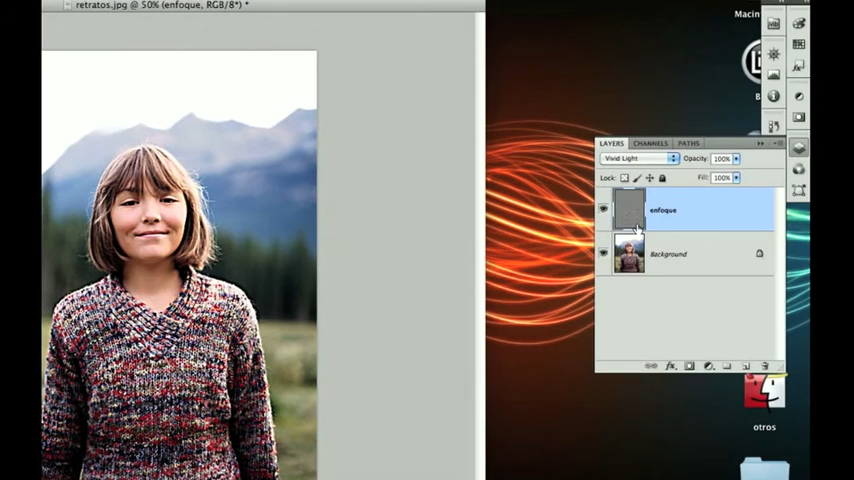 retratos.jpg @ 50% (enfoque, RGB/8*) *
Macin
LAYERS CHANNELS PATHS
Vivid Light Opacity: 100%
Lock: Fill: 100%
enfoque
Background
otros